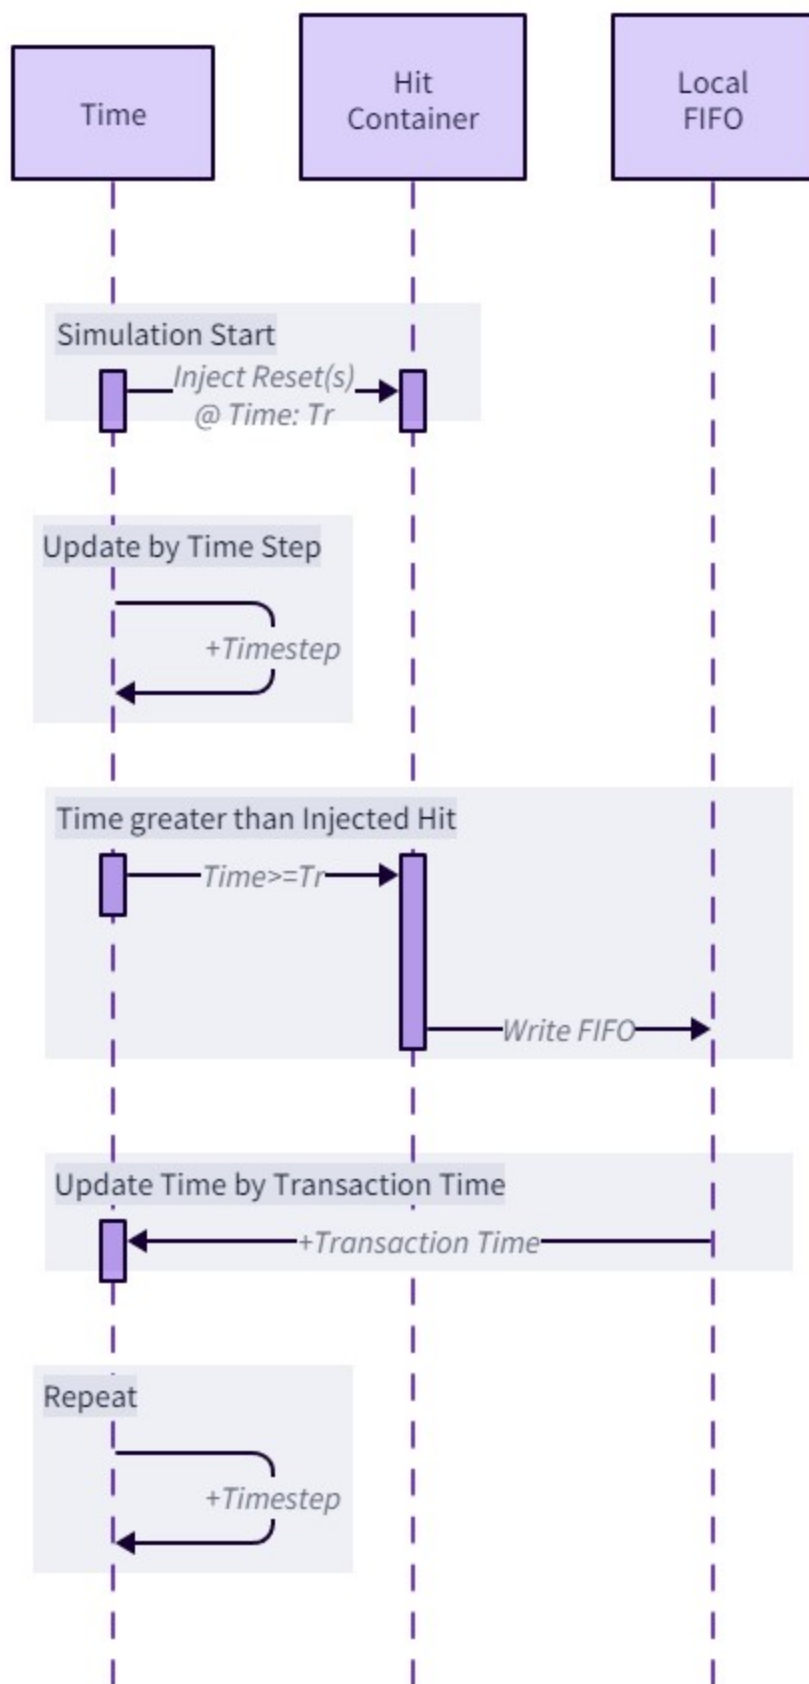 Time
Hit
Container
Local
FIFO
Simulation Start
Inject Reset(s)
@ Time: Tr
Update by Time Step
+Timestep
Time greater than Injected Hit
Time>=Tr
Write FIFO
Update Time by Transaction Time
+Transaction Time
Repeat
+Timestep